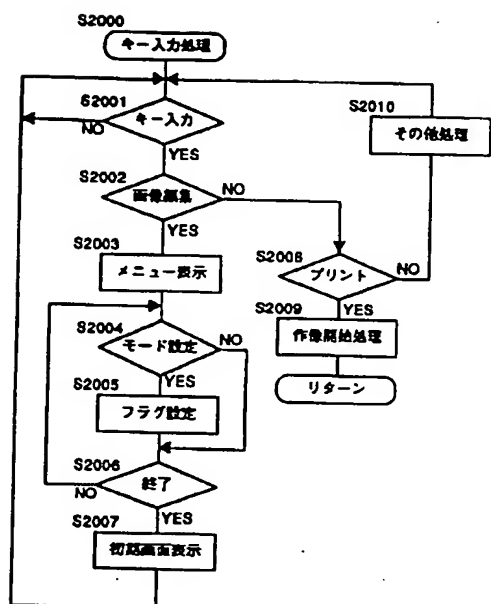 S2000
キー入力処理
S2001
キー入力
NO
YES
S2002
画像編集
NO
YES
S2003
メニュー表示
S2004
モード設定
NO
YES
S2005
フラグ設定
S2006
終了
NO
YES
S2007
初期画面表示
S2008
プリント
NO
YES
S2009
作像開始処理
リターン
S2010
その他処理